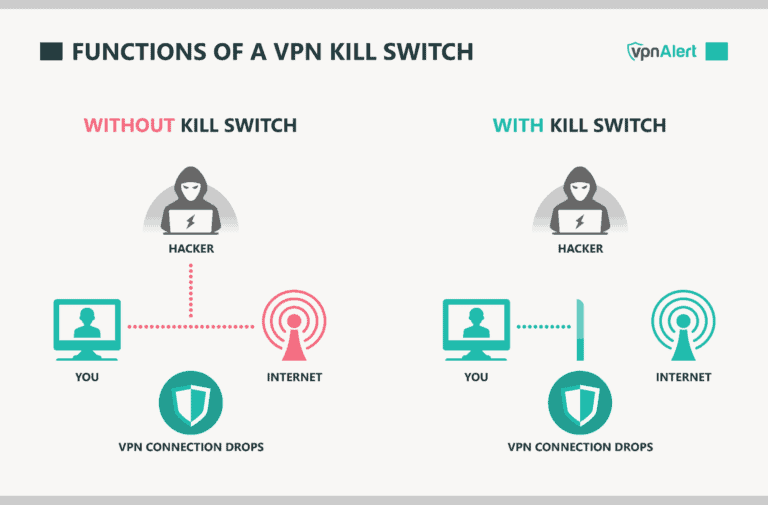 FUNCTIONS OF A VPN KILL SWITCH
vpnAlert
WITHOUT KILL SWITCH
HACKER
YOU
INTERNET
VPN CONNECTION DROPS
WITH KILL SWITCH
HACKER
YOU
INTERNET
VPN CONNECTION DROPS